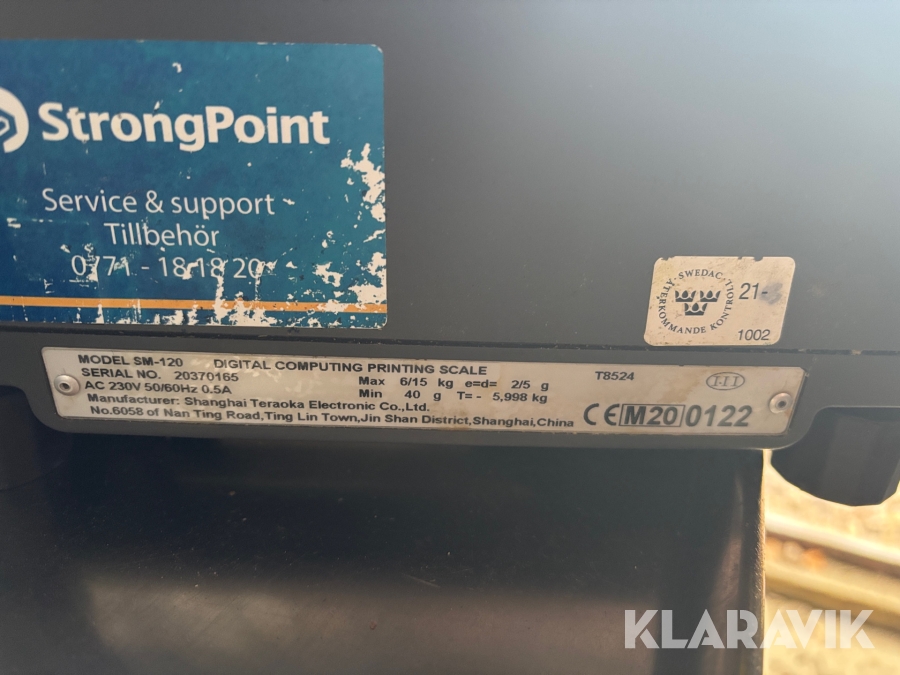 StrongPoint
Service & support
Tillbehör
0771 - 18 18 20
SWEDAC
ÅTERKOMMANDE KONTROLL
21-
1002
MODEL SM-120 DIGITAL COMPUTING PRINTING SCALE
SERIAL NO. 20370165 Max 6/15 kg e=d= 2/5 g T8524 III
AC 230V 50/60Hz 0.5A Min 40 g T= - 5,998 kg
Manufacturer: Shanghai Teraoka Electronic Co.,Ltd.
No.6058 of Nan Ting Road,Ting Lin Town,Jin Shan District,Shanghai,China CE M20 0122
KLARAVIK